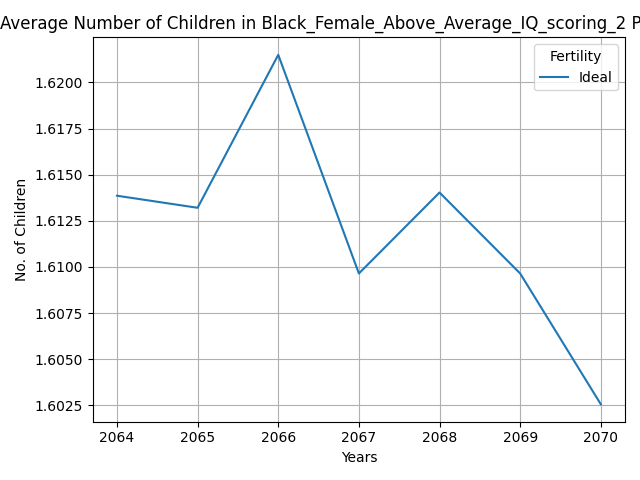 Average Number of Children in Black_Female_Above_Average_IQ_scoring_2 P
Fertility
Ideal
1.6200
1.6175
1.6150
1.6125
1.6100
1.6075
1.6050
1.6025
No. of Children
2064 2065 2066 2067 2068 2069 2070
Years